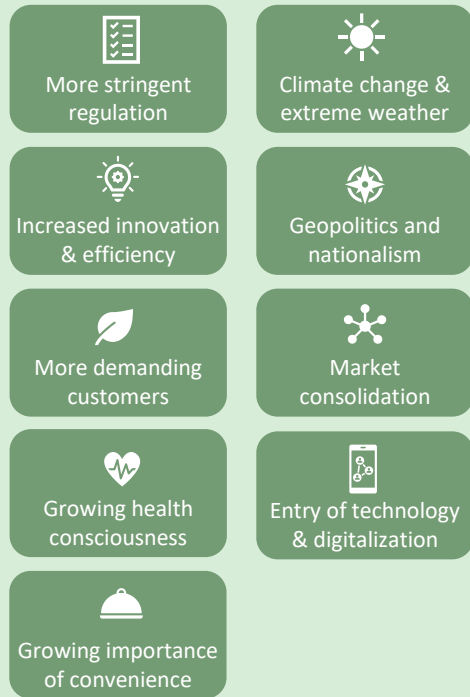 More stringent
regulation
Climate change &
extreme weather
Increased innovation
& efficiency
Geopolitics and
nationalism
More demanding
customers
Market
consolidation
Growing health
consciousness
Entry of technology
& digitalization
Growing importance
of convenience